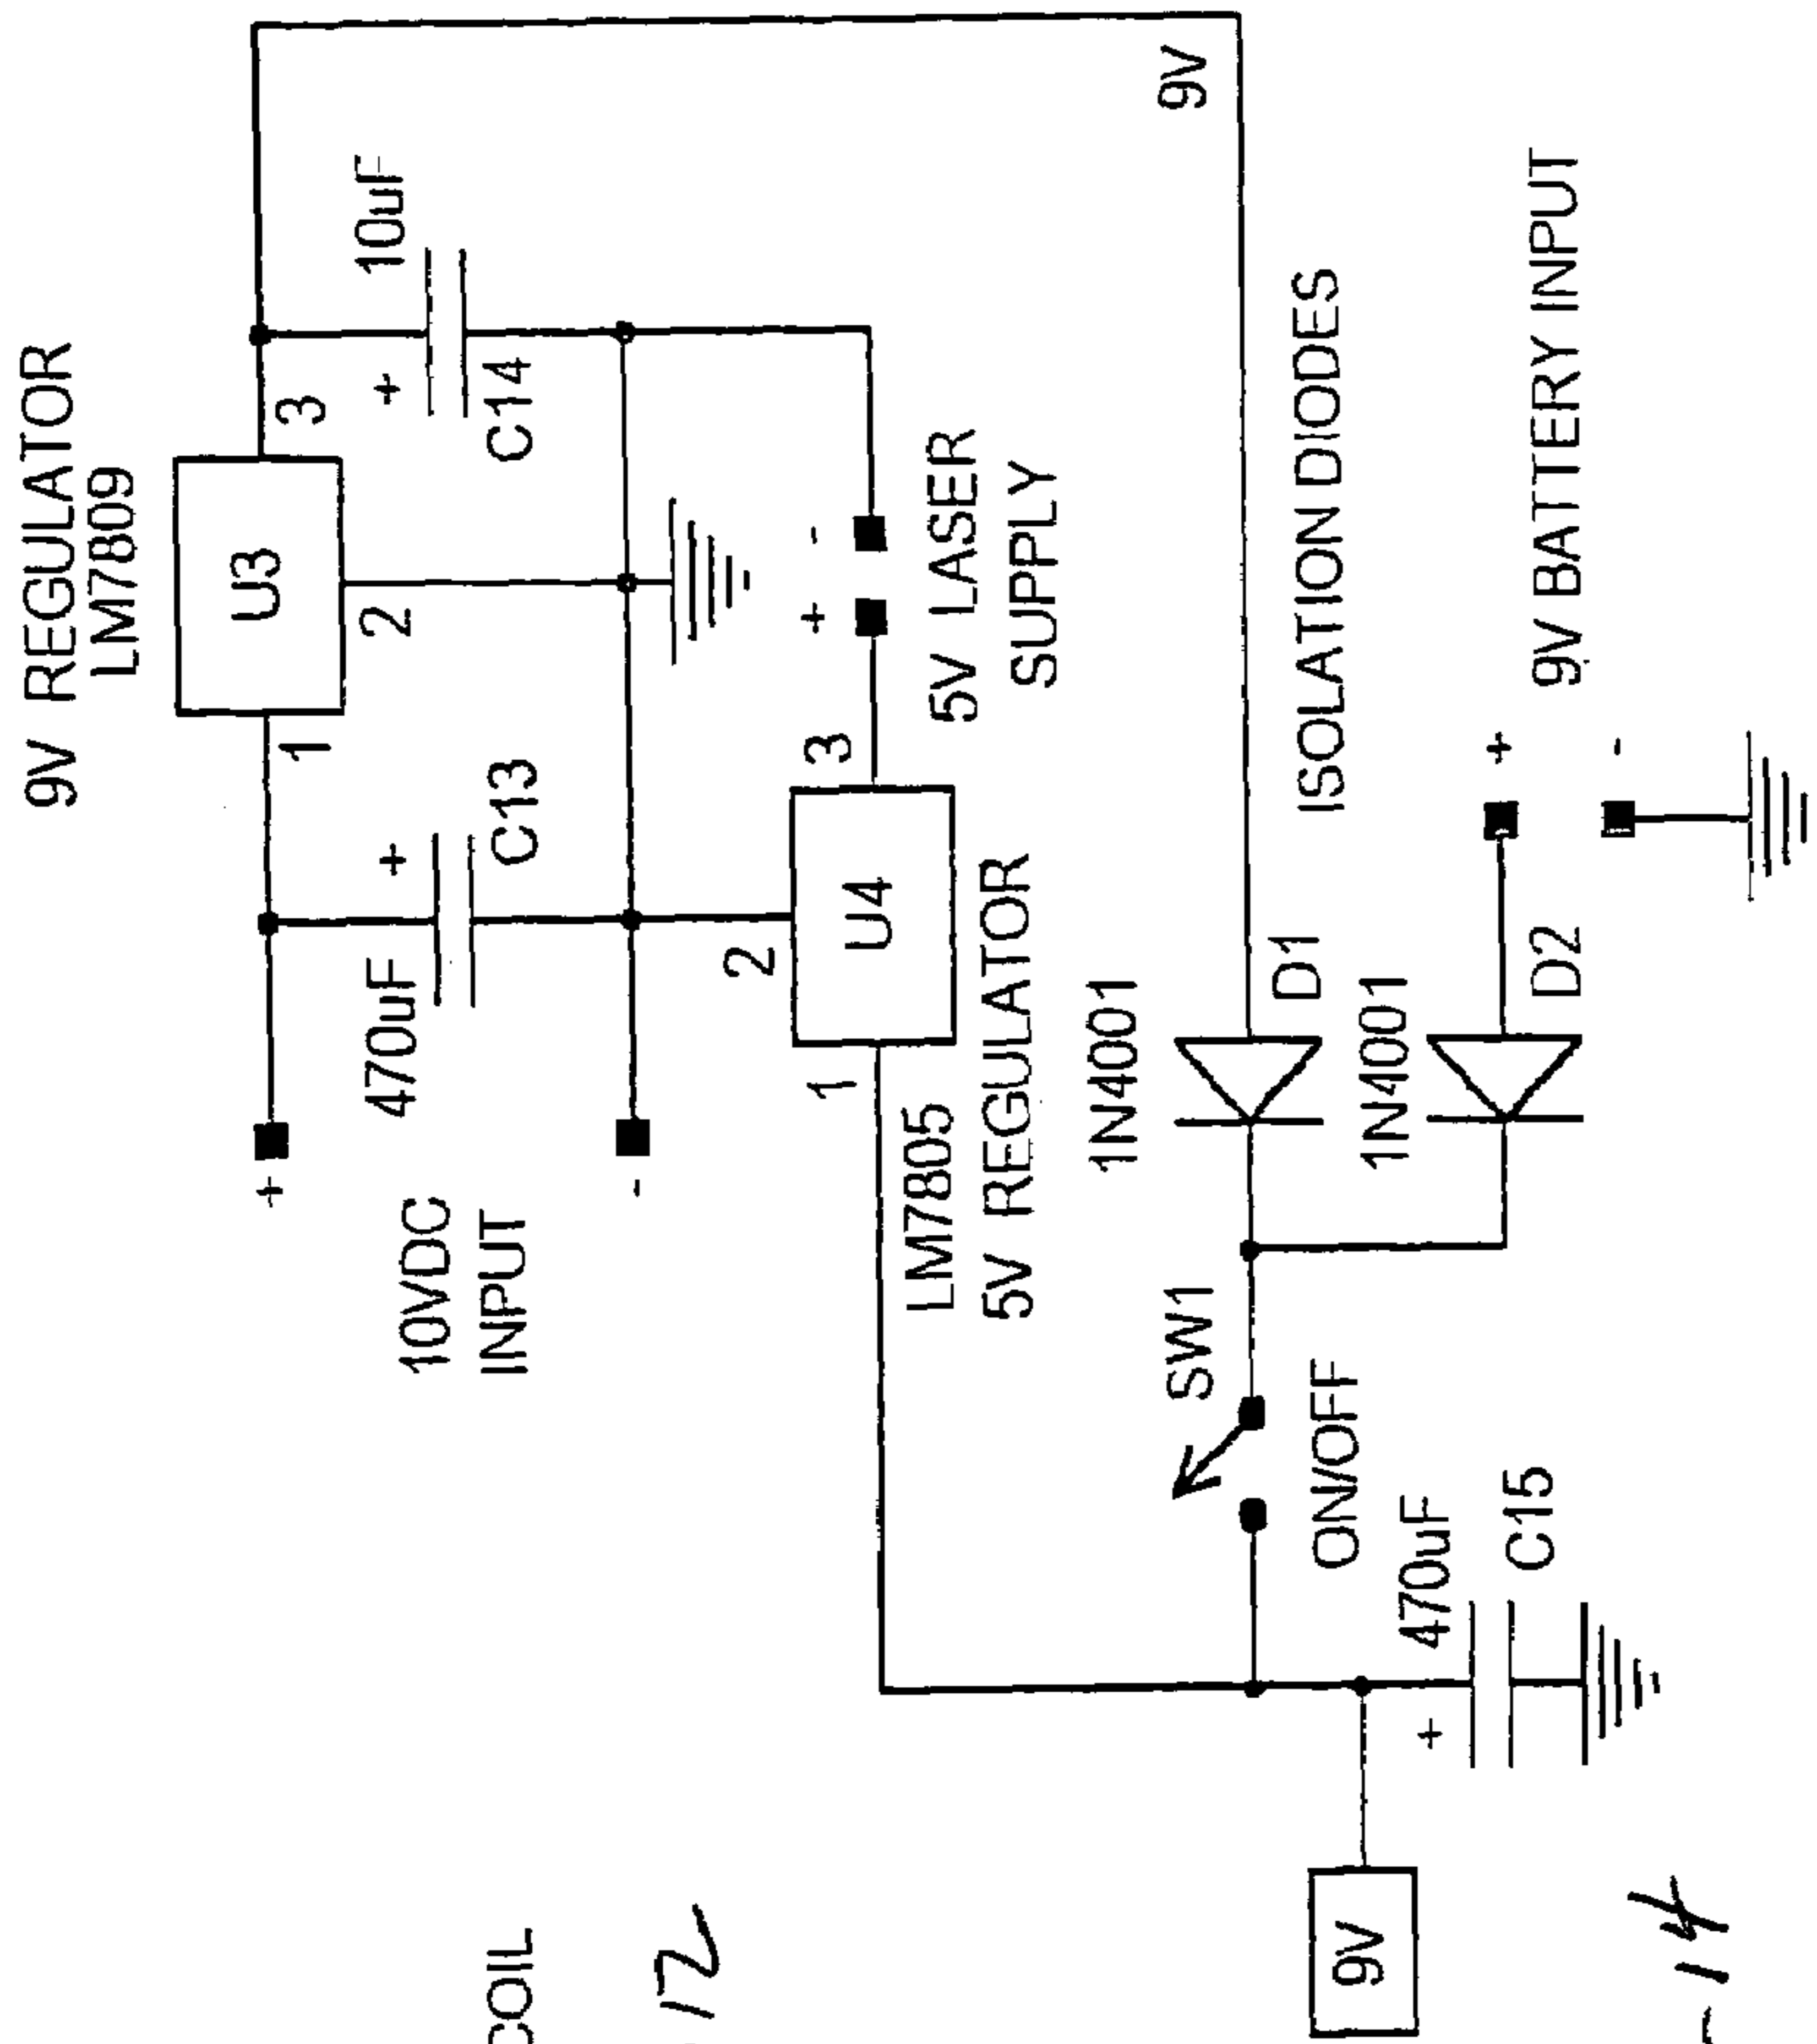 9V REGULATOR
LM7809
U3
1
2
3
10uF
+
C14
470uF
+
C13
+
10VDC
INPUT
-
2
U4
1
3
LM7805
5V REGULATOR
+
-
5V LASER
SUPPLY
9V
ISOLATION DIODES
1N4001
D1
1N4001
D2
9V BATTERY INPUT
+
-
SW1
ON/OFF
470uF
+
C15
9V
COIL
12
14